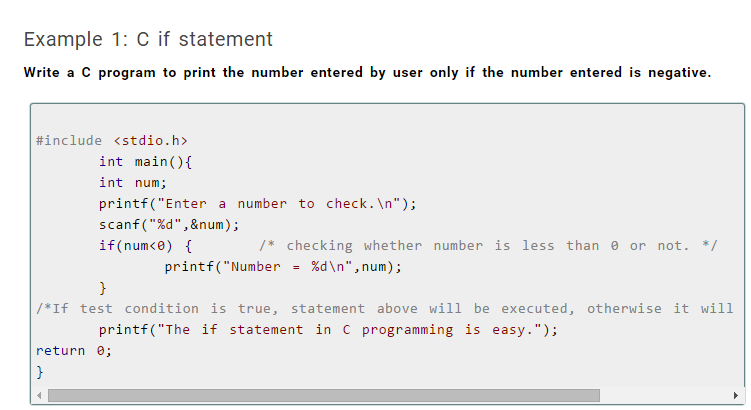 Example 1: C if statement
Write a C program to print the number entered by user only if the number entered is negative.
#include <stdio.h>
int main(){
int num;
printf("Enter a number to check.\n");
scanf("%d",&num);
if(num<0) { /* checking whether number is less than 0 or not. */
printf("Number = %d\n",num);
}
/*If test condition is true, statement above will be executed, otherwise it will
printf("The if statement in C programming is easy.");
return 0;
}